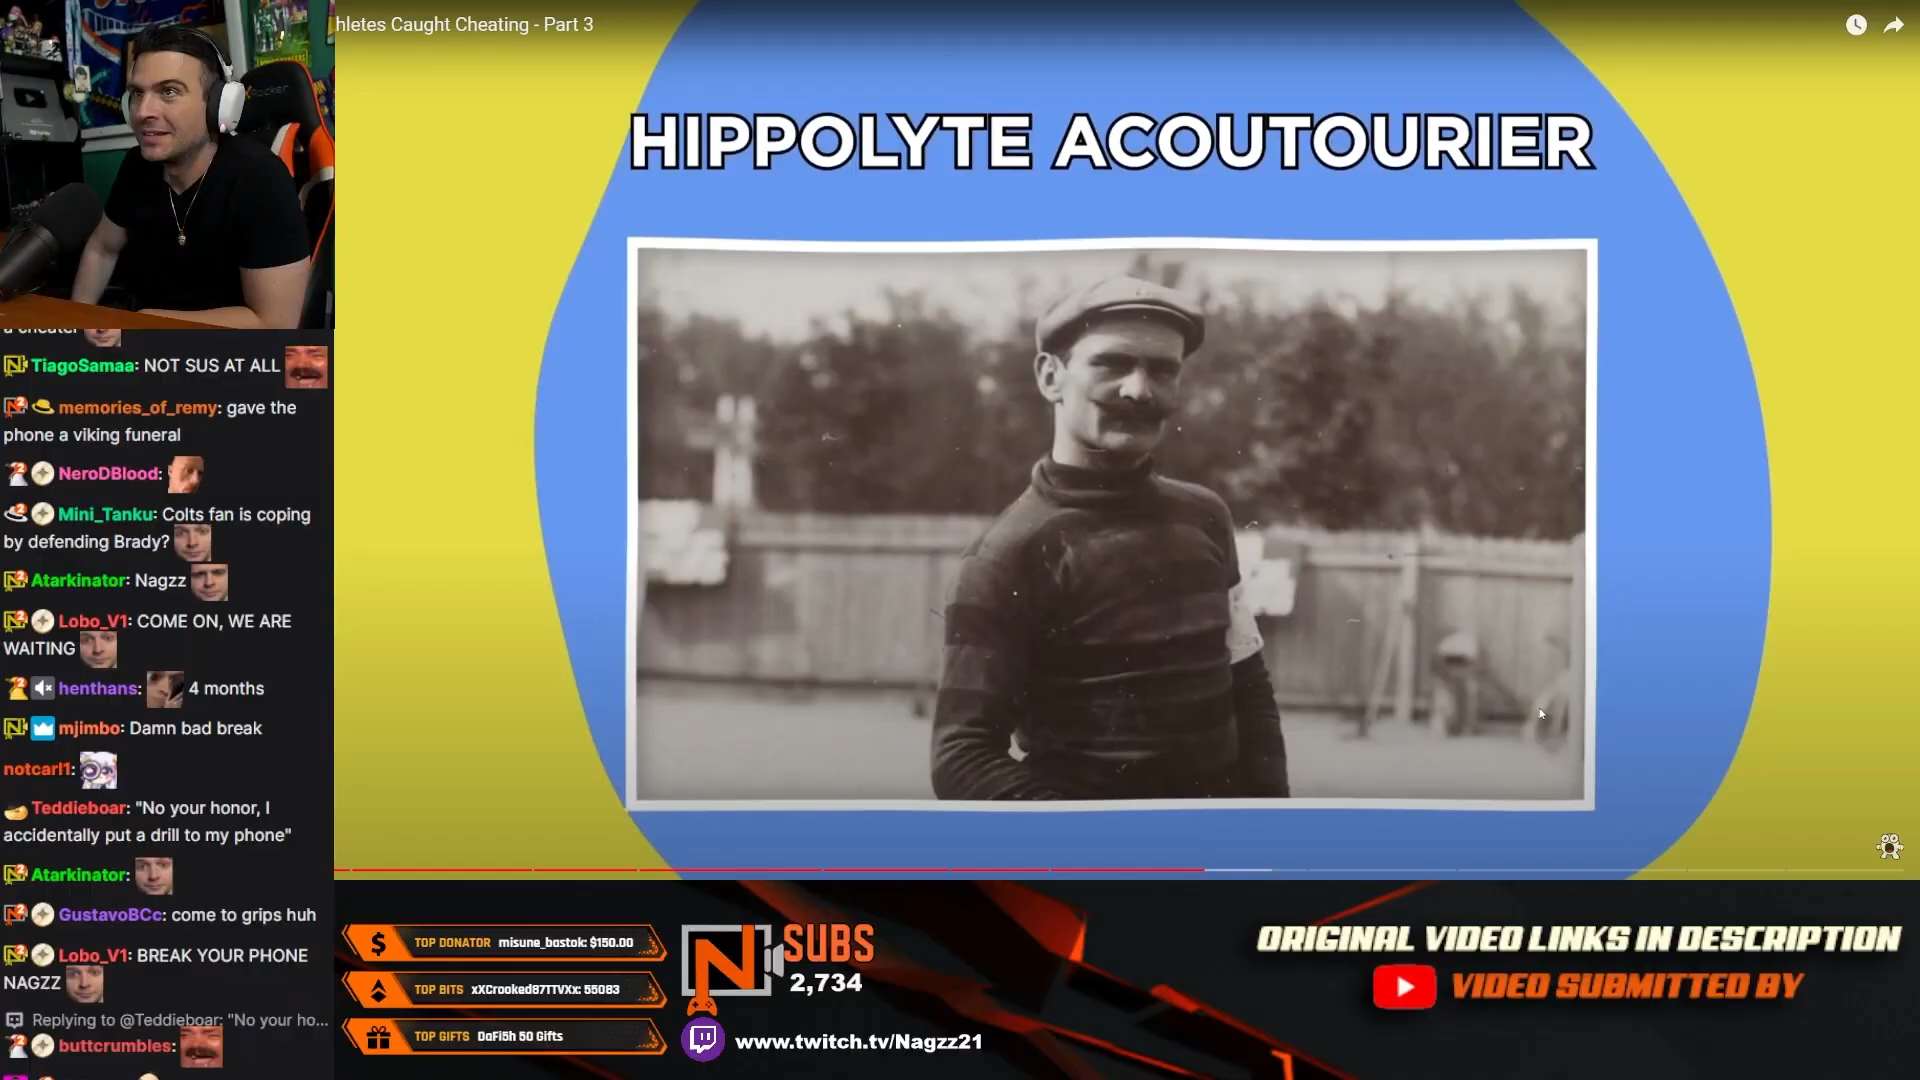 hletes Caught Cheating - Part 3
HIPPOLYTE ACOUTOURIER
TiagoSamaa: NOT SUS AT ALL
memories_of_remy: gave the
phone a viking funeral
NeroDBlood:
Mini_Tanku: Colts fan is coping
by defending Brady?
Atarkinator: Nagzz
Lobo_V1: COME ON, WE ARE
WAITING
henthans: 4 months
mjimbo: Damn bad break
notcarl1:
Teddieboar: "No your honor, I
accidentally put a drill to my phone"
Atarkinator:
GustavoBCc: come to grips huh
Lobo_V1: BREAK YOUR PHONE
NAGZZ
Replying to @Teddieboar: "No your ho...
buttcrumbles:
TOP DONATOR misune_bastok: $150.00
TOP BITS xXCrooked87TTVXx: 55083
TOP GIFTS DaFi5h 50 Gifts
N SUBS
2,734
www.twitch.tv/Nagzz21
ORIGINAL VIDEO LINKS IN DESCRIPTION
VIDEO SUBMITTED BY